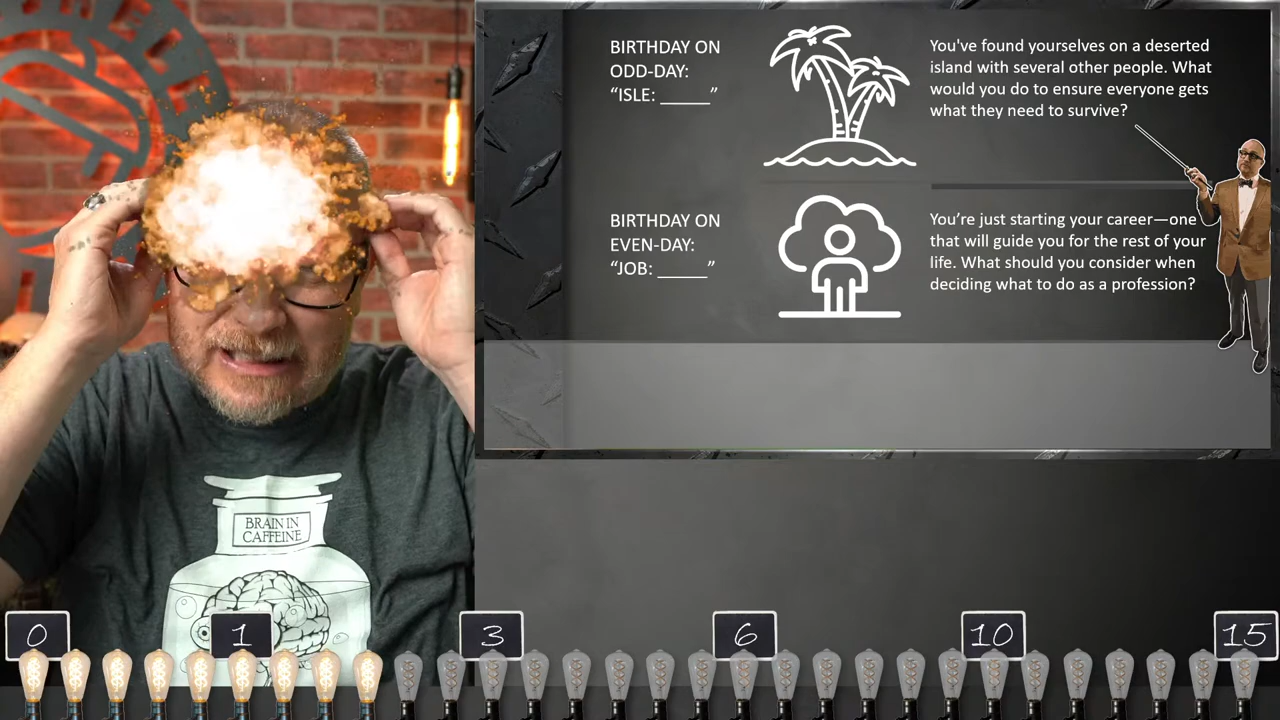 BIRTHDAY ON
ODD-DAY:
“ISLE: _____”
You've found yourselves on a deserted
island with several other people. What
would you do to ensure everyone gets
what they need to survive?
BIRTHDAY ON
EVEN-DAY:
“JOB: _____”
You’re just starting your career—one
that will guide you for the rest of your
life. What should you consider when
deciding what to do as a profession?
BRAIN IN
CAFFEINE
0
1
3
6
10
15